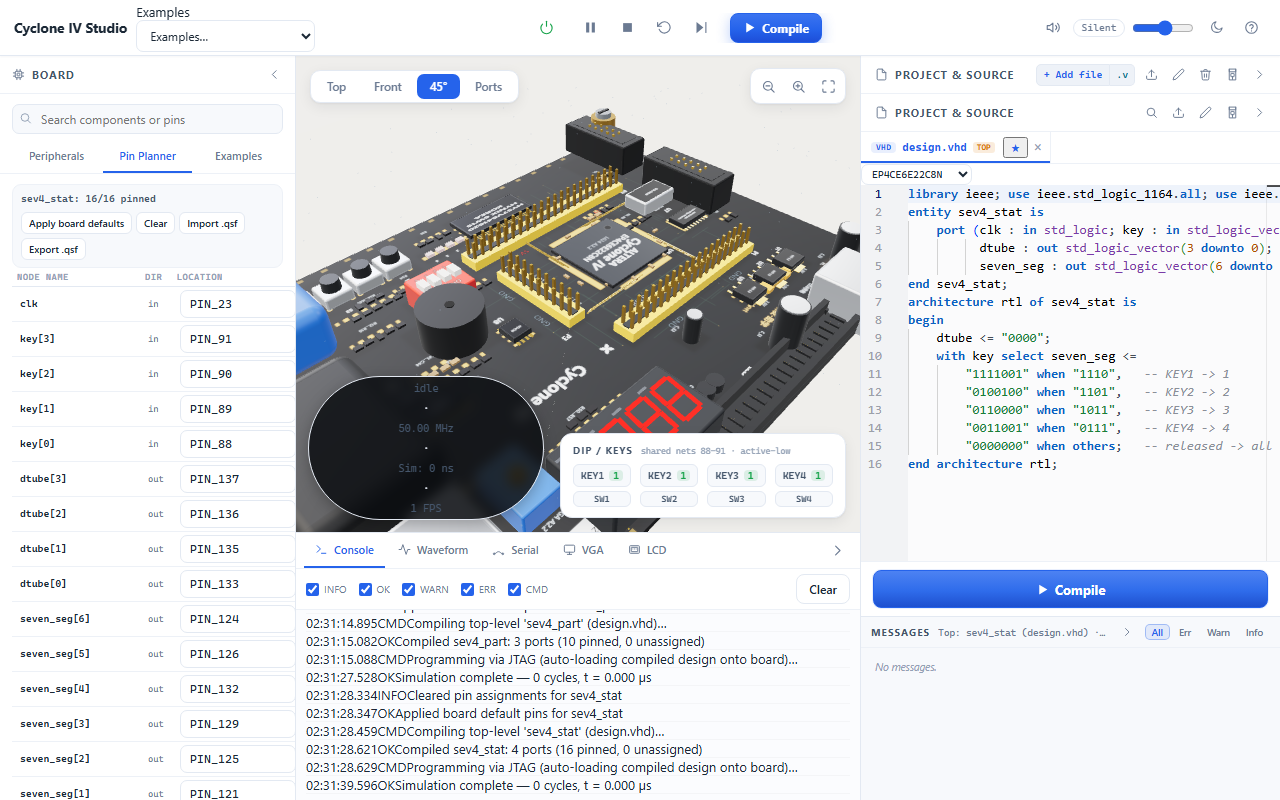 Cyclone IV Studio
Examples
Examples...
Compile
Silent
BOARD
Search components or pins
Peripherals
Pin Planner
Examples
sev4_stat: 16/16 pinned
Apply board defaults
Clear
Import .qsf
Export .qsf
NODE NAME DIR LOCATION
clk in PIN_23
key[3] in PIN_91
key[2] in PIN_90
key[1] in PIN_89
key[0] in PIN_88
dtube[3] out PIN_137
dtube[2] out PIN_136
dtube[1] out PIN_135
dtube[0] out PIN_133
seven_seg[6] out PIN_124
seven_seg[5] out PIN_126
seven_seg[4] out PIN_132
seven_seg[3] out PIN_129
seven_seg[2] out PIN_125
seven_seg[1] out PIN_121
Top
Front
45°
Ports
ALTERA
Cyclone IV
Cyclone
idle
·
50.00 MHz
·
Sim: 0 ns
·
1 FPS
DIP / KEYS shared nets 88–91 · active-low
KEY1 1
KEY2 1
KEY3 1
KEY4 1
SW1
SW2
SW3
SW4
Console
Waveform
Serial
VGA
LCD
INFO
OK
WARN
ERR
CMD
Clear
02:31:14.895CMDCompiling top-level 'sev4_part' (design.vhd)...
02:31:15.082OKCompiled sev4_part: 3 ports (10 pinned, 0 unassigned)
02:31:15.088CMDProgramming via JTAG (auto-loading compiled design onto board)...
02:31:27.528OKSimulation complete — 0 cycles, t = 0.000 µs
02:31:28.334INFOCleared pin assignments for sev4_stat
02:31:28.347OKApplied board default pins for sev4_stat
02:31:28.459CMDCompiling top-level 'sev4_stat' (design.vhd)...
02:31:28.621OKCompiled sev4_stat: 4 ports (16 pinned, 0 unassigned)
02:31:28.629CMDProgramming via JTAG (auto-loading compiled design onto board)...
02:31:39.596OKSimulation complete — 0 cycles, t = 0.000 µs
PROJECT & SOURCE
+ Add file .v
PROJECT & SOURCE
VHD design.vhd TOP ★ ×
EP4CE6E22C8N
1 library ieee; use ieee.std_logic_1164.all; use ieee.
2 entity sev4_stat is
3 port (clk : in std_logic; key : in std_logic_vec
4 dtube : out std_logic_vector(3 downto 0);
5 seven_seg : out std_logic_vector(6 downto
6 end sev4_stat;
7 architecture rtl of sev4_stat is
8 begin
9 dtube <= "0000";
10 with key select seven_seg <=
11 "1111001" when "1110", -- KEY1 -> 1
12 "0100100" when "1101", -- KEY2 -> 2
13 "0110000" when "1011", -- KEY3 -> 3
14 "0011001" when "0111", -- KEY4 -> 4
15 "0000000" when others; -- released -> all
16 end architecture rtl;
Compile
MESSAGES Top: sev4_stat (design.vhd) ·…
All
Err
Warn
Info
No messages.